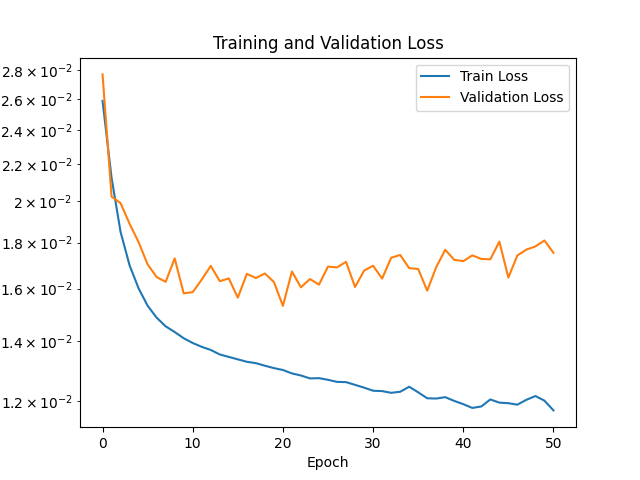 Training and Validation Loss
Train Loss
Validation Loss
2.8 × 10⁻²
2.6 × 10⁻²
2.4 × 10⁻²
2.2 × 10⁻²
2 × 10⁻²
1.8 × 10⁻²
1.6 × 10⁻²
1.4 × 10⁻²
1.2 × 10⁻²
0 10 20 30 40 50
Epoch